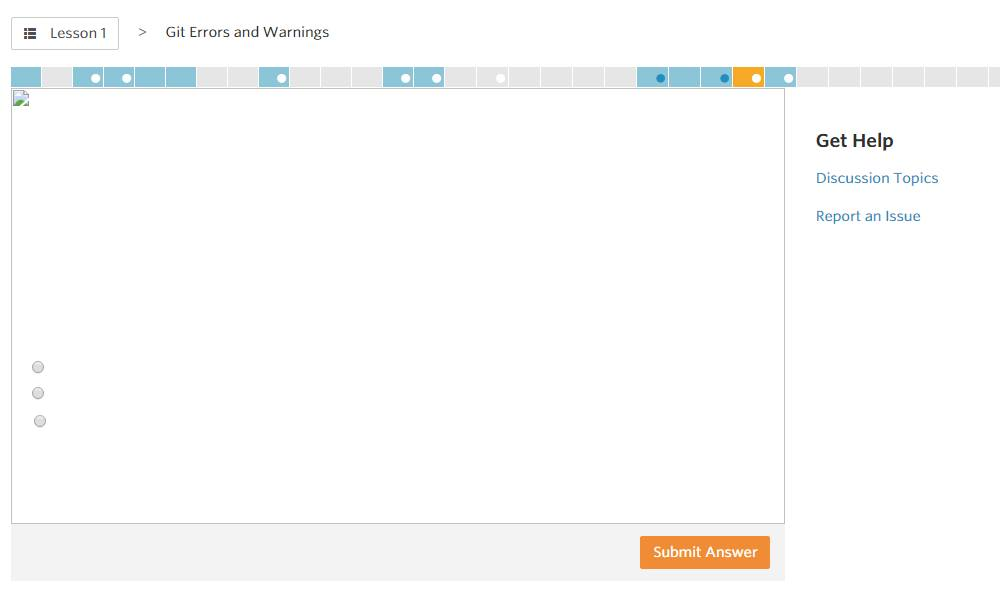 Lesson 1 > Git Errors and Warnings
Get Help
Discussion Topics
Report an Issue
Submit Answer